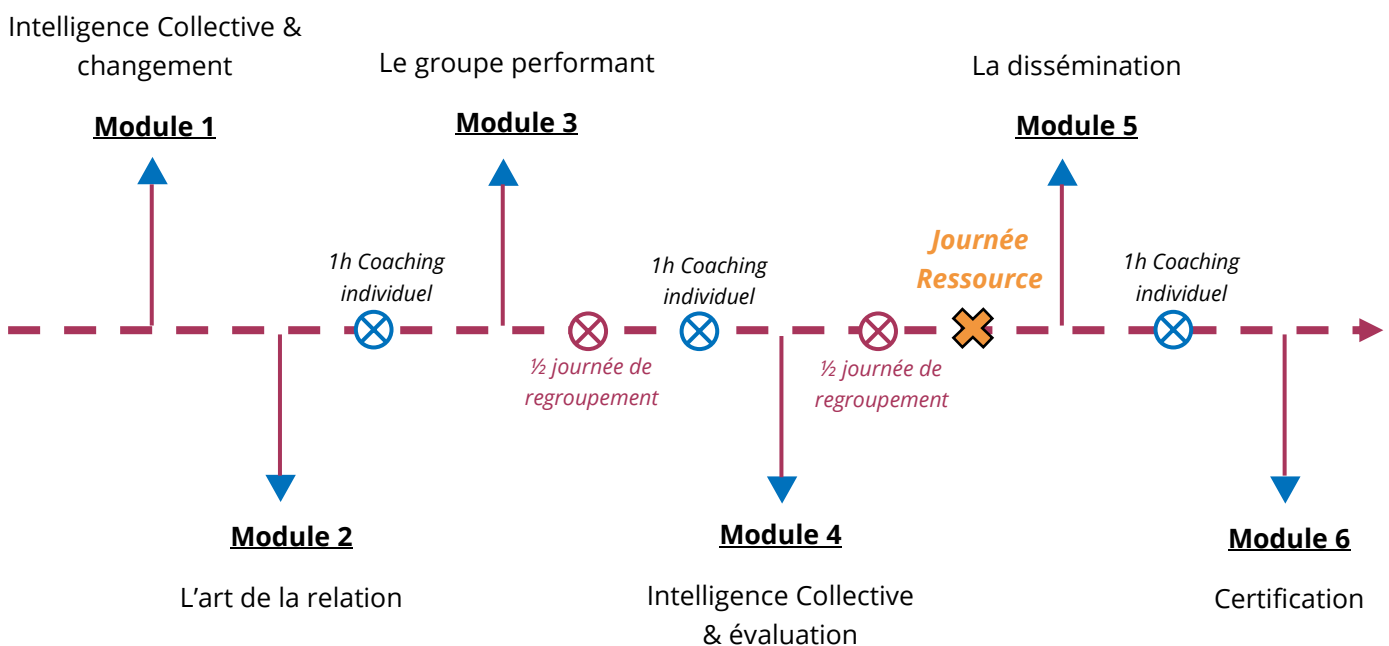 Intelligence Collective &
changement
Module 1
Le groupe performant
Module 3
La dissémination
Module 5
1h Coaching
individuel
1h Coaching
individuel
Journée
Ressource
1h Coaching
individuel
½ journée de
regroupement
½ journée de
regroupement
Module 2
L'art de la relation
Module 4
Intelligence Collective
& évaluation
Module 6
Certification